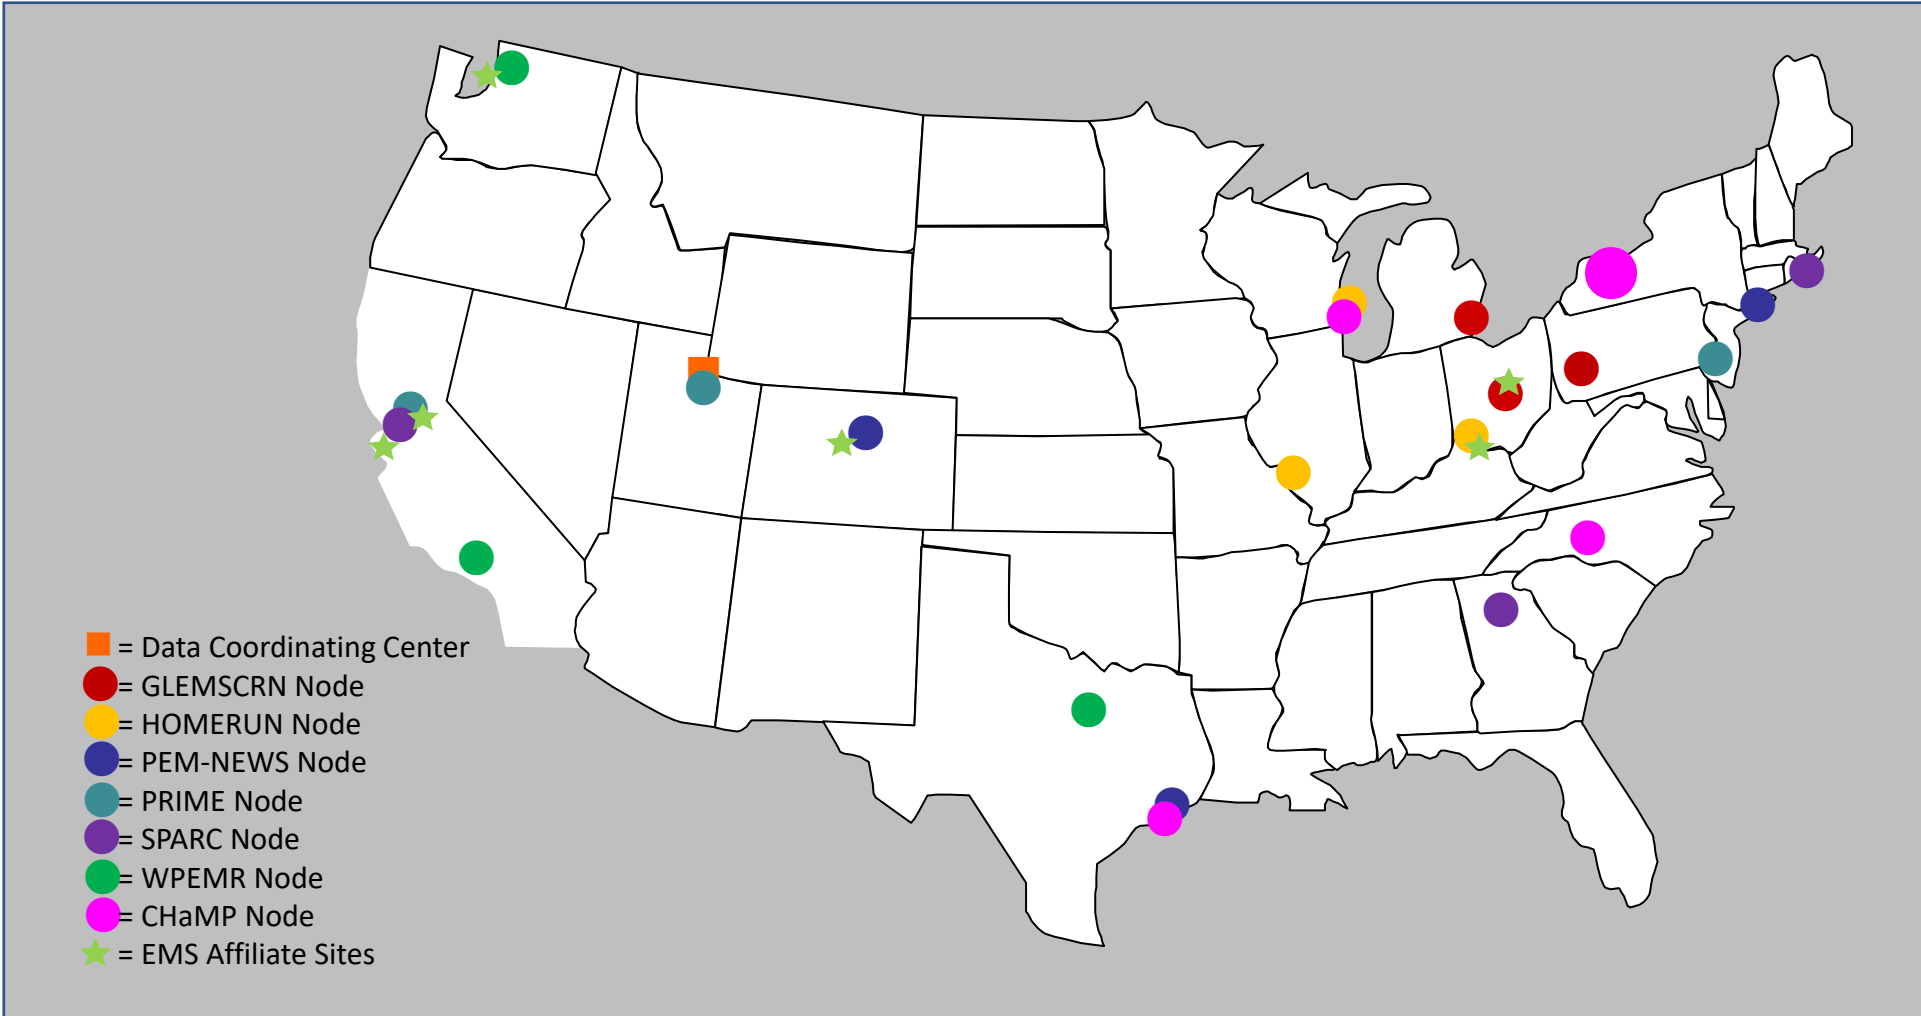 = Data Coordinating Center
= GLEMSCRN Node
= HOMERUN Node
= PEM-NEWS Node
= PRIME Node
= SPARC Node
= WPEMR Node
= CHaMP Node
= EMS Affiliate Sites